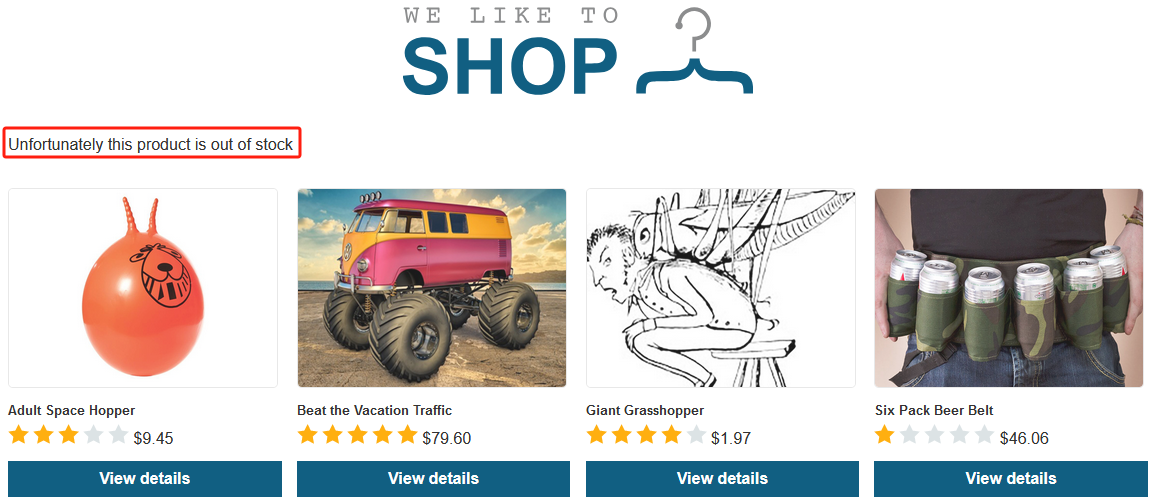 WE LIKE TO
SHOP
Unfortunately this product is out of stock
Adult Space Hopper
$9.45
View details
Beat the Vacation Traffic
$79.60
View details
Giant Grasshopper
$1.97
View details
Six Pack Beer Belt
$46.06
View details